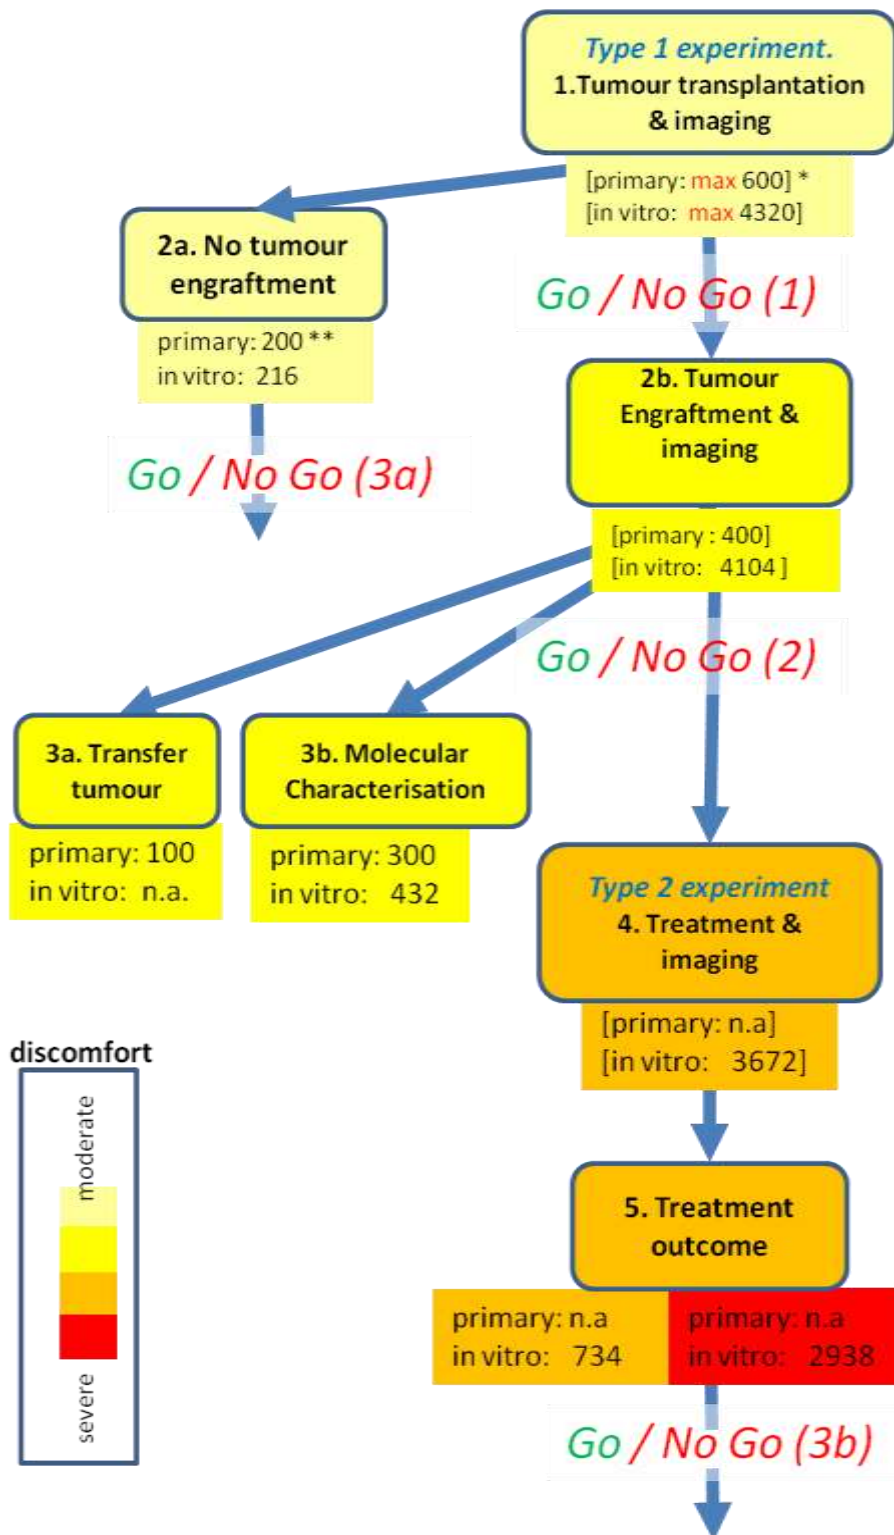 Type 1 experiment.
1.Tumour transplantation
& imaging
[primary: max 600] *
[in vitro: max 4320]
2a. No tumour
engraftment
primary: 200 **
in vitro: 216
Go / No Go (1)
2b. Tumour
Engraftment &
imaging
Go / No Go (3a)
[primary : 400]
[in vitro: 4104 ]
Go / No Go (2)
3a. Transfer
tumour
primary: 100
in vitro: n.a.
3b. Molecular
Characterisation
primary: 300
in vitro: 432
Type 2 experiment
4. Treatment &
imaging
[primary: n.a]
[in vitro: 3672]
discomfort
moderate
severe
5. Treatment
outcome
primary: n.a
in vitro: 734
primary: n.a
in vitro: 2938
Go / No Go (3b)